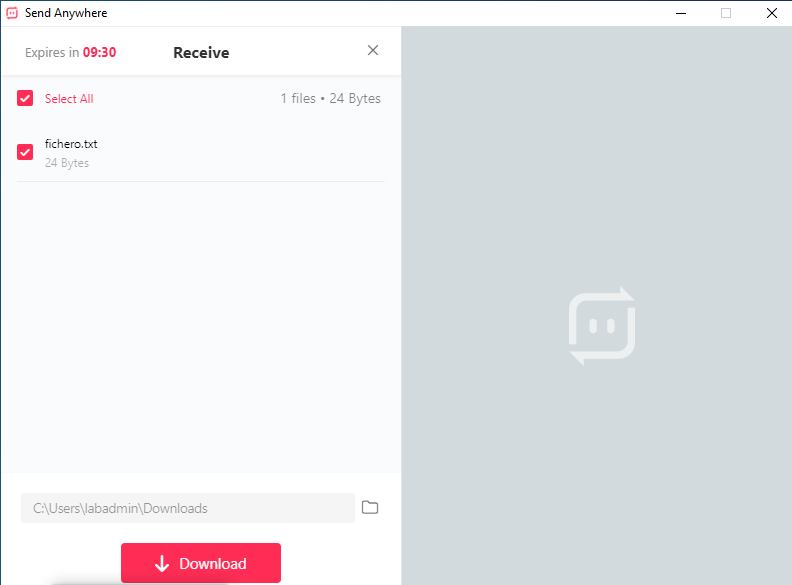 Send Anywhere
Expires in 09:30
Receive
Select All
1 files • 24 Bytes
fichero.txt
24 Bytes
C:\Users\labadmin\Downloads
Download